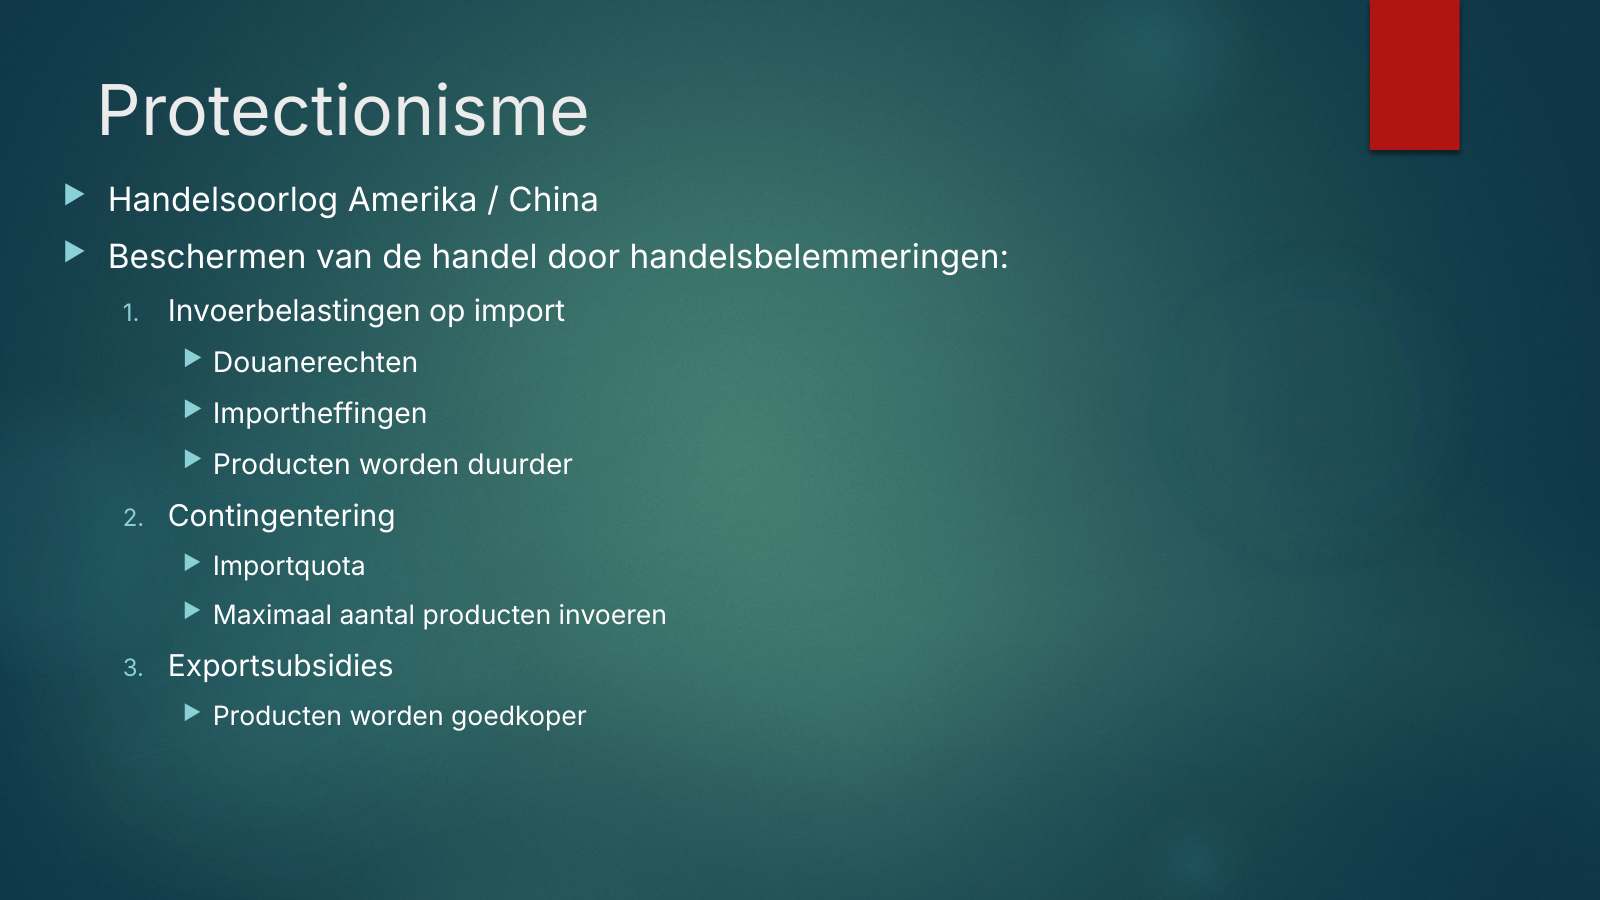 Protectionisme
Handelsoorlog Amerika / China
Beschermen van de handel door handelsbelemmeringen:
1. Invoerbelastingen op import
Douanerechten
Importheffingen
Producten worden duurder
2. Contingentering
Importquota
Maximaal aantal producten invoeren
3. Exportsubsidies
Producten worden goedkoper